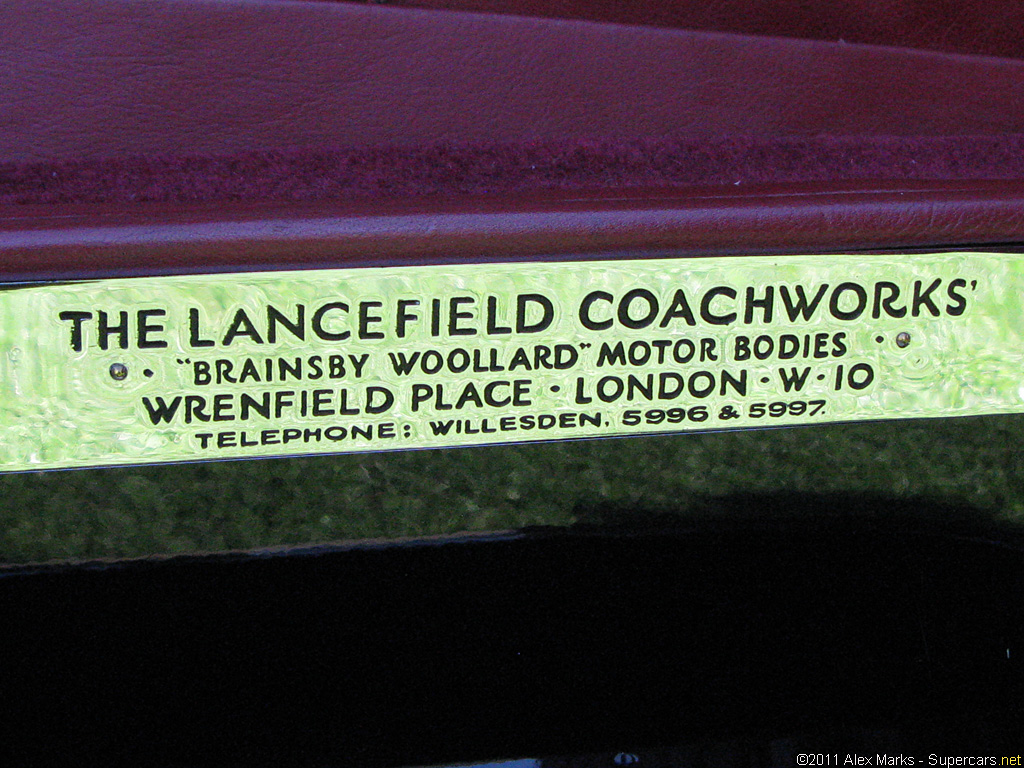 THE LANCEFIELD COACHWORKS'
• "BRAINSBY WOOLLARD" MOTOR BODIES •
WRENFIELD PLACE • LONDON • W • 10
TELEPHONE: WILLESDEN. 5996 & 5997.
©2011 Alex Marks - Supercars.net